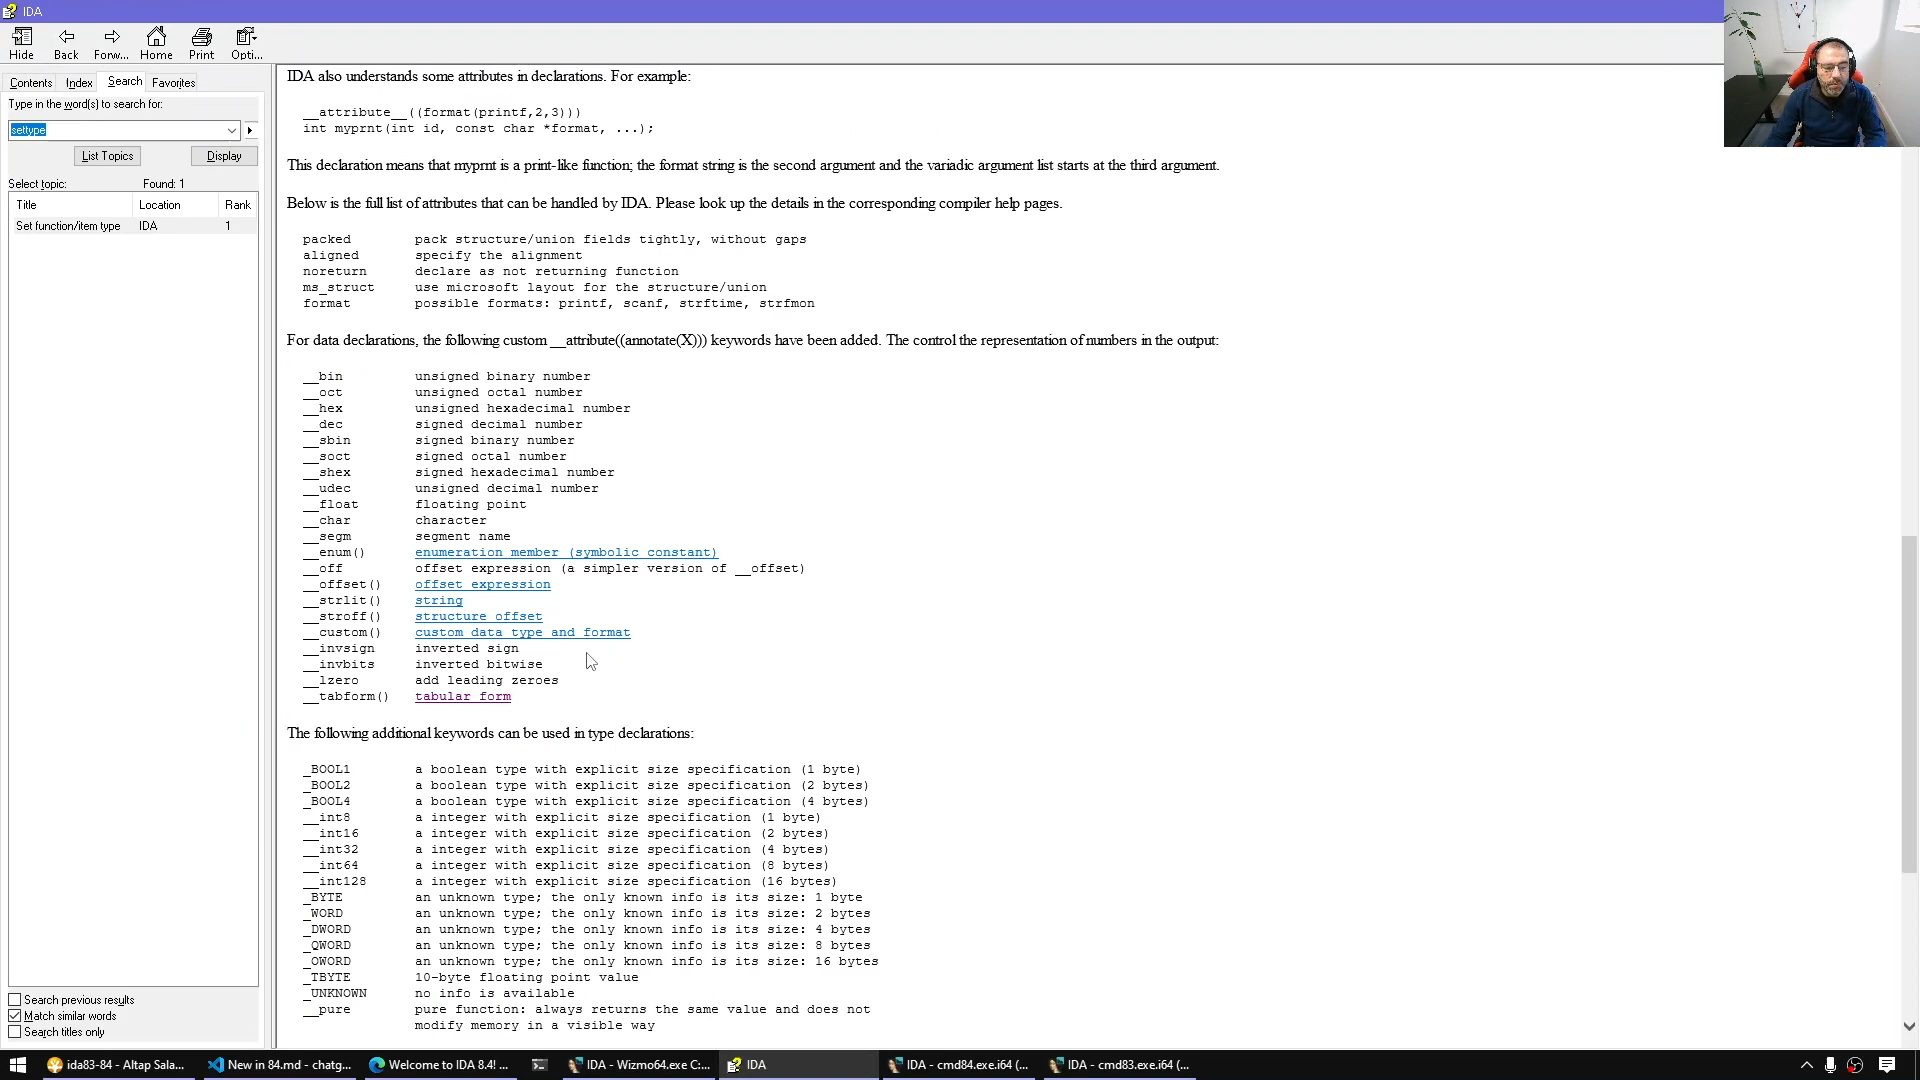 IDA
Hide
Back
Forw...
Home
Print
Opti...
Contents
Index
Search
Favorites
Type in the word(s) to search for:
settype
List Topics
Display
Select topic:
Found: 1
Title
Location
Rank
Set function/item type
IDA
1
Search previous results
Match similar words
Search titles only
IDA also understands some attributes in declarations. For example:
__attribute__((format(printf,2,3)))
int myprnt(int id, const char *format, ...);
This declaration means that myprnt is a print-like function; the format string is the second argument and the variadic argument list starts at the third argument.
Below is the full list of attributes that can be handled by IDA. Please look up the details in the corresponding compiler help pages.
packed pack structure/union fields tightly, without gaps
aligned specify the alignment
noreturn declare as not returning function
ms_struct use microsoft layout for the structure/union
format possible formats: printf, scanf, strftime, strfmon
For data declarations, the following custom __attribute((annotate(X))) keywords have been added. The control the representation of numbers in the output:
__bin unsigned binary number
__oct unsigned octal number
__hex unsigned hexadecimal number
__dec signed decimal number
__sbin signed binary number
__soct signed octal number
__shex signed hexadecimal number
__udec unsigned decimal number
__float floating point
__char character
__segm segment name
__enum() enumeration member (symbolic constant)
__off offset expression (a simpler version of __offset)
__offset() offset expression
__strlit() string
__stroff() structure offset
__custom() custom data type and format
__invsign inverted sign
__invbits inverted bitwise
__lzero add leading zeroes
__tabform() tabular form
The following additional keywords can be used in type declarations:
_BOOL1 a boolean type with explicit size specification (1 byte)
_BOOL2 a boolean type with explicit size specification (2 bytes)
_BOOL4 a boolean type with explicit size specification (4 bytes)
__int8 a integer with explicit size specification (1 byte)
__int16 a integer with explicit size specification (2 bytes)
__int32 a integer with explicit size specification (4 bytes)
__int64 a integer with explicit size specification (8 bytes)
__int128 a integer with explicit size specification (16 bytes)
_BYTE an unknown type; the only known info is its size: 1 byte
_WORD an unknown type; the only known info is its size: 2 bytes
_DWORD an unknown type; the only known info is its size: 4 bytes
_QWORD an unknown type; the only known info is its size: 8 bytes
_OWORD an unknown type; the only known info is its size: 16 bytes
_TBYTE 10-byte floating point value
_UNKNOWN no info is available
__pure pure function: always returns the same value and does not
modify memory in a visible way
ida83-84 - Altap Sala...
New in 84.md - chatg...
Welcome to IDA 8.4! ...
IDA - Wizmo64.exe C:...
IDA
IDA - cmd84.exe.i64 (...
IDA - cmd83.exe.i64 (...